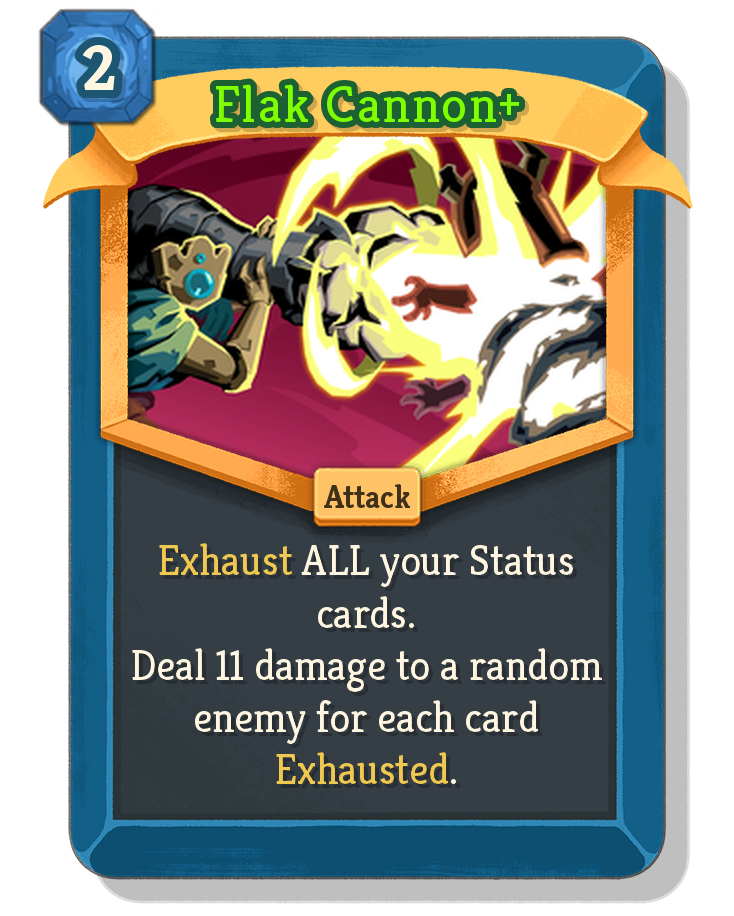 2
Flak Cannon+
Attack
Exhaust ALL your Status
cards.
Deal 11 damage to a random
enemy for each card
Exhausted.